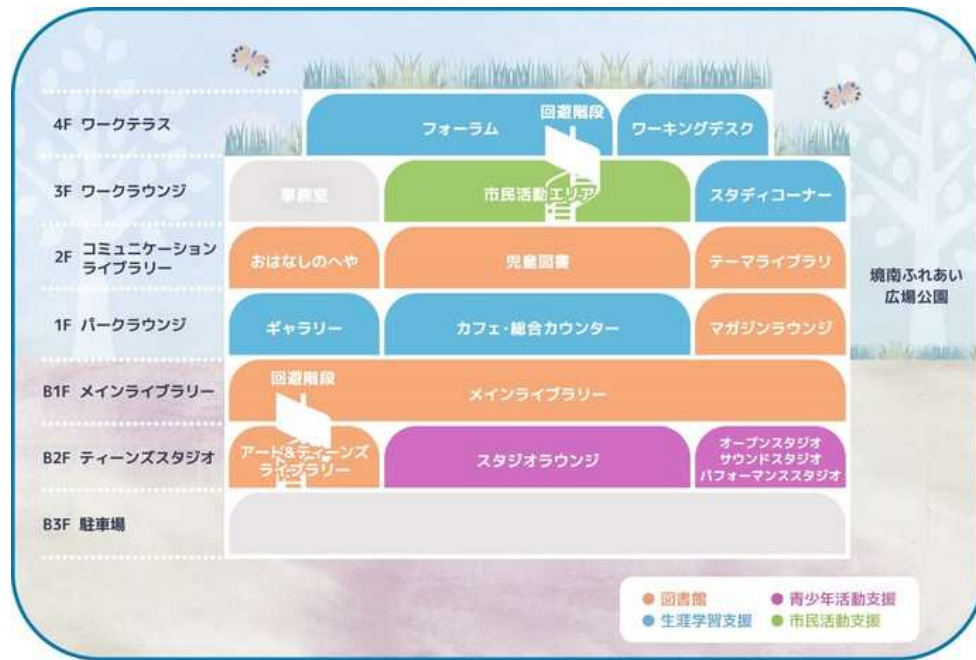 4F ワークテラス
フォーラム
回遊階段
ワーキングデスク
3F ワークラウンジ
事務室
市民活動エリア
スタディコーナー
2F コミュニケーション
ライブラリー
おはなしのへや
児童図書
テーマライブラリ
境南ふれあい
広場公園
1F パークラウンジ
ギャラリー
カフェ・総合カウンター
マガジンラウンジ
B1F メインライブラリー
回遊階段
メインライブラリー
B2F ティーンズスタジオ
アート&ティーンズ
ライブラリー
スタジオラウンジ
オープンスタジオ
サウンドスタジオ
パフォーマンススタジオ
B3F 駐車場
図書館
青少年活動支援
生涯学習支援
市民活動支援